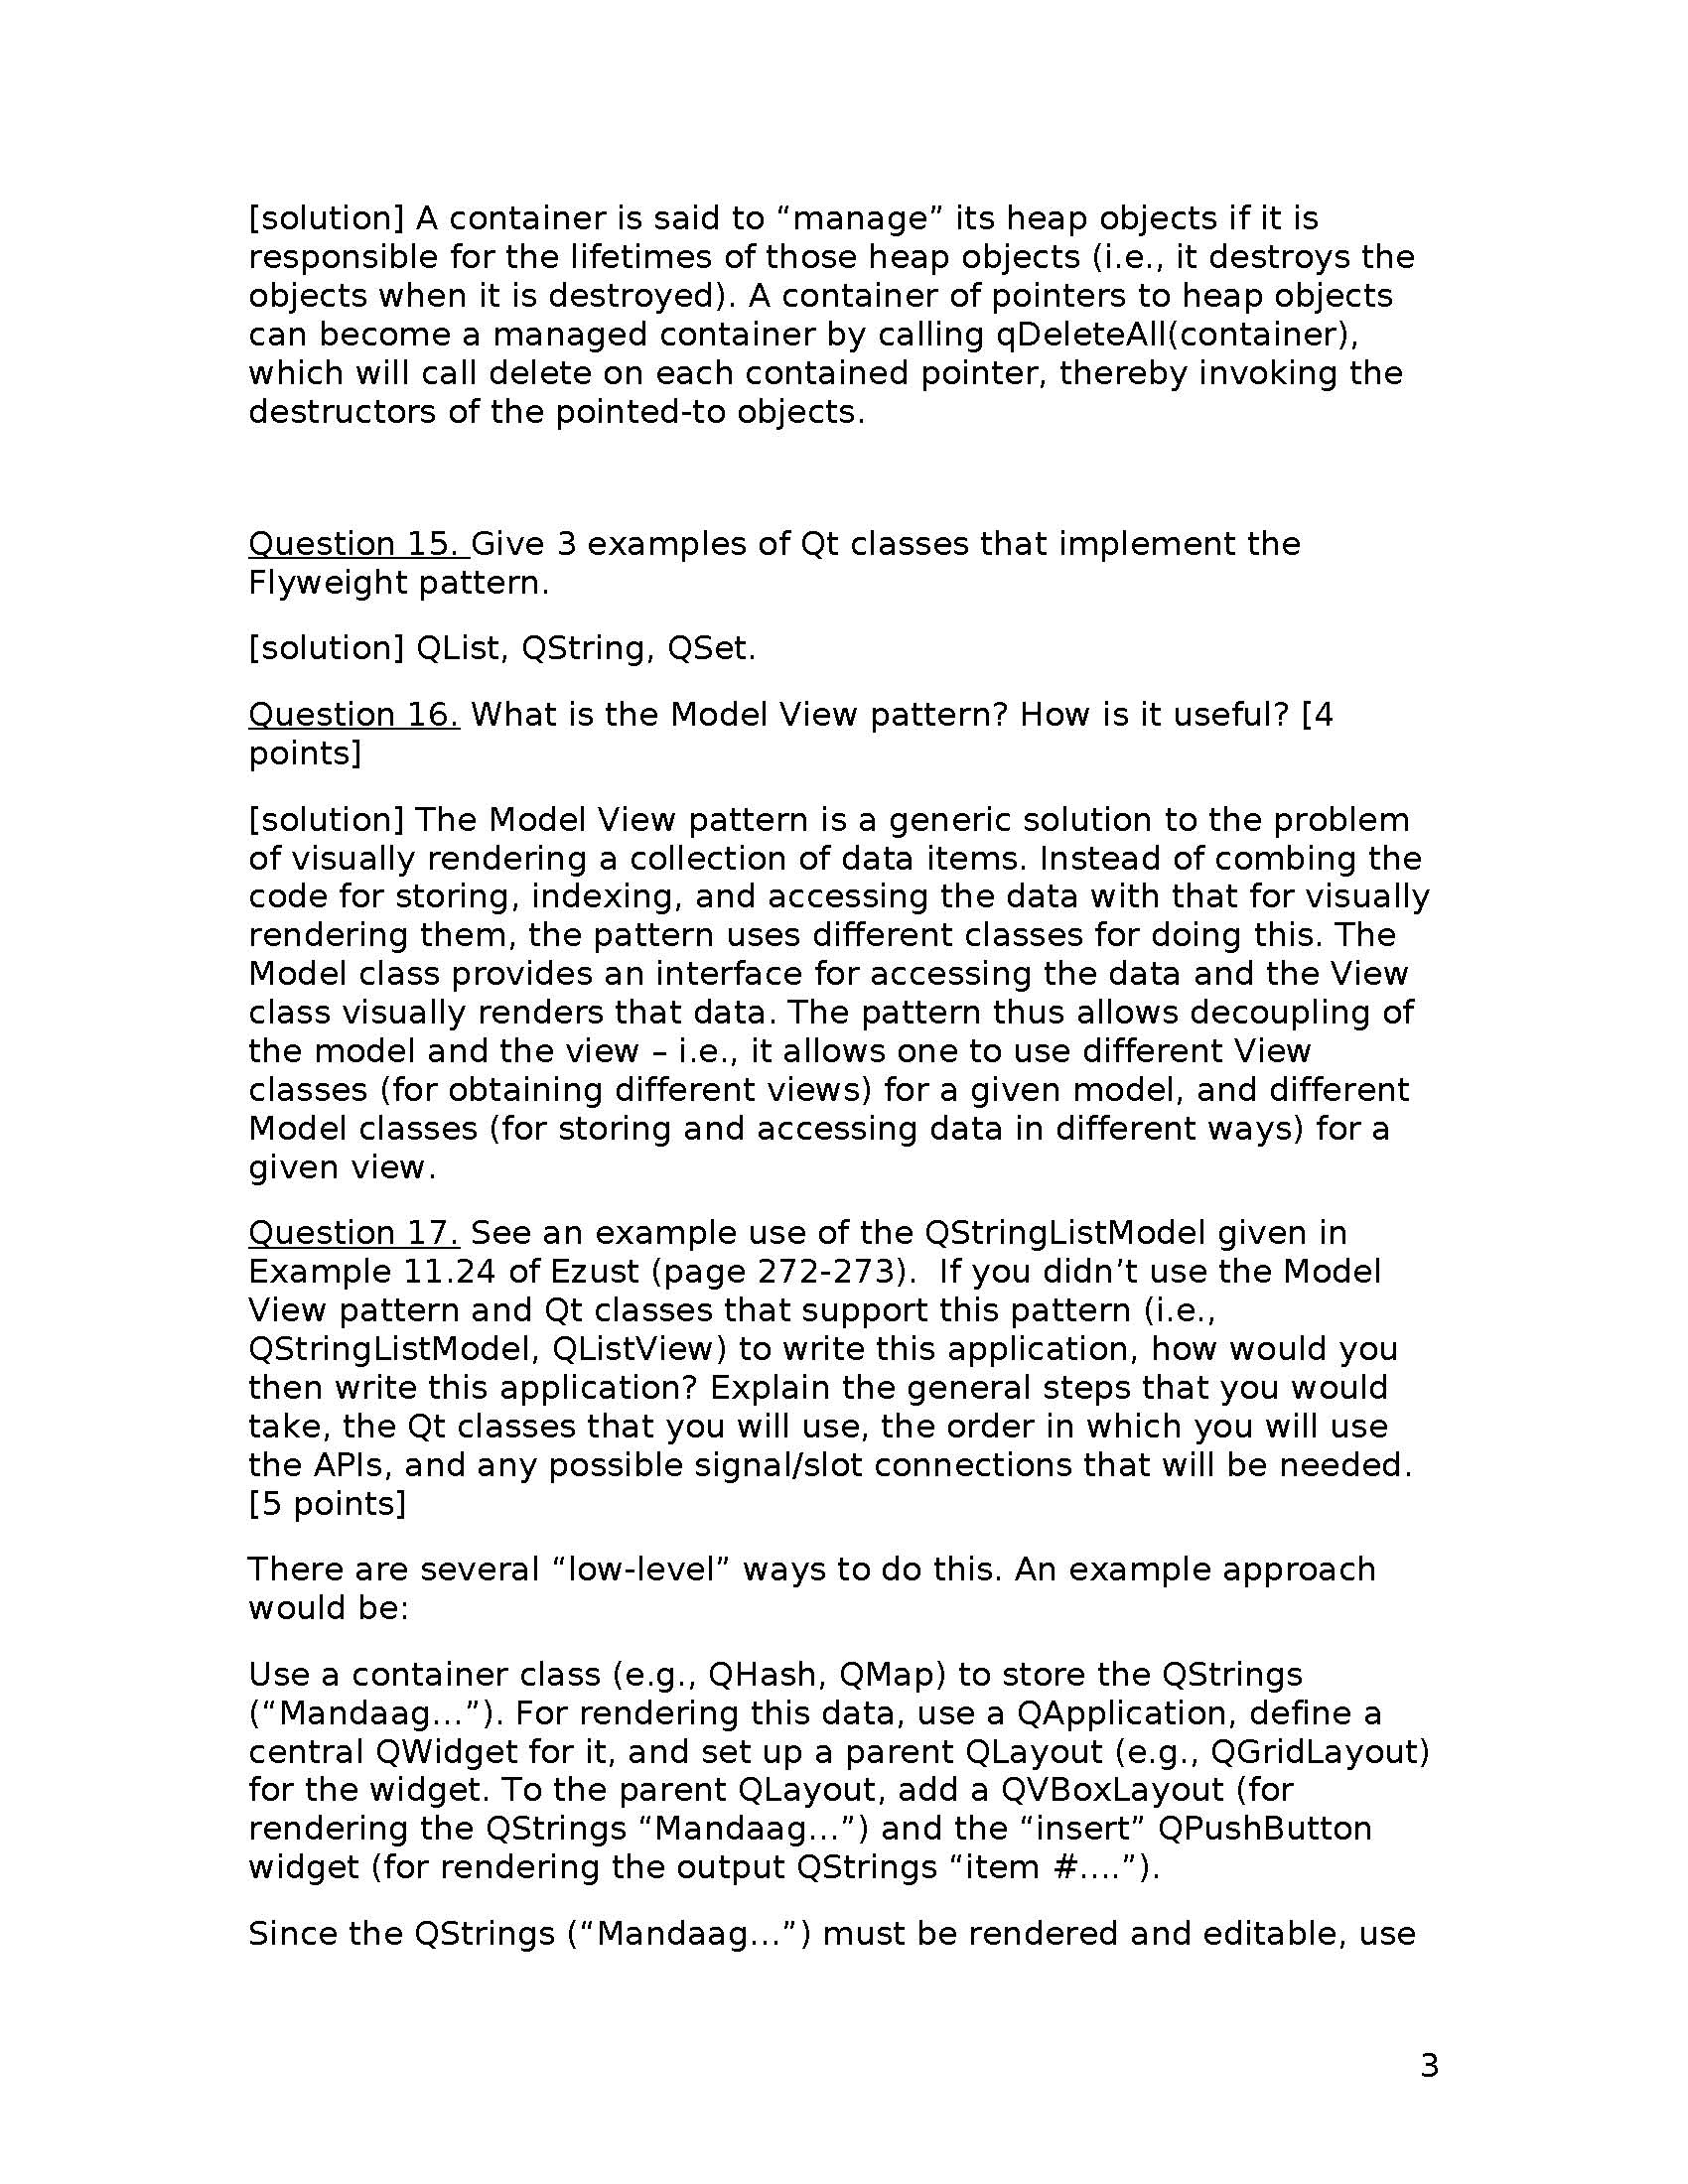 [solution] A container is said to “manage” its heap objects if it is
responsible for the lifetimes of those heap objects (i.e., it destroys the
objects when it is destroyed). A container of pointers to heap objects
can become a managed container by calling qDeleteAll(container),
which will call delete on each contained pointer, thereby invoking the
destructors of the pointed-to objects.
Question 15. Give 3 examples of Qt classes that implement the
Flyweight pattern.
[solution] QList, QString, QSet.
Question 16. What is the Model View pattern? How is it useful? [4
points]
[solution] The Model View pattern is a generic solution to the problem
of visually rendering a collection of data items. Instead of combing the
code for storing, indexing, and accessing the data with that for visually
rendering them, the pattern uses different classes for doing this. The
Model class provides an interface for accessing the data and the View
class visually renders that data. The pattern thus allows decoupling of
the model and the view – i.e., it allows one to use different View
classes (for obtaining different views) for a given model, and different
Model classes (for storing and accessing data in different ways) for a
given view.
Question 17. See an example use of the QStringListModel given in
Example 11.24 of Ezust (page 272-273).  If you didn’t use the Model
View pattern and Qt classes that support this pattern (i.e.,
QStringListModel, QListView) to write this application, how would you
then write this application? Explain the general steps that you would
take, the Qt classes that you will use, the order in which you will use
the APIs, and any possible signal/slot connections that will be needed.
[5 points]
There are several “low-level” ways to do this. An example approach
would be:
Use a container class (e.g., QHash, QMap) to store the QStrings
(“Mandaag…”). For rendering this data, use a QApplication, define a
central QWidget for it, and set up a parent QLayout (e.g., QGridLayout)
for the widget. To the parent QLayout, add a QVBoxLayout (for
rendering the QStrings “Mandaag…”) and the “insert” QPushButton
widget (for rendering the output QStrings “item #….”).
Since the QStrings (“Mandaag…”) must be rendered and editable, use
3